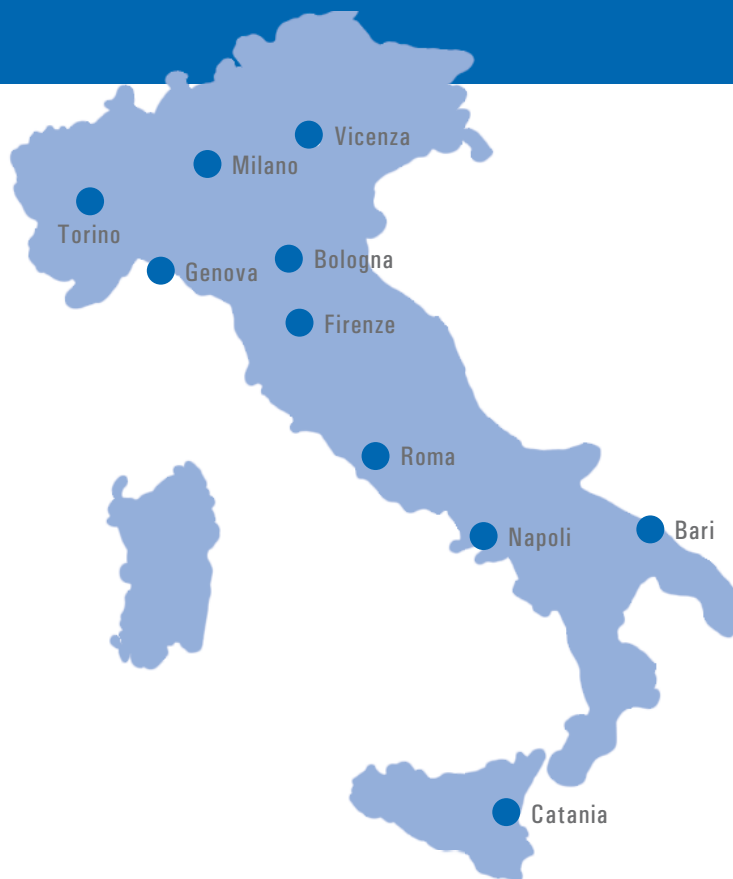 Vicenza
Milano
Torino
Bologna
Genova
Firenze
Roma
Napoli
Bari
Catania